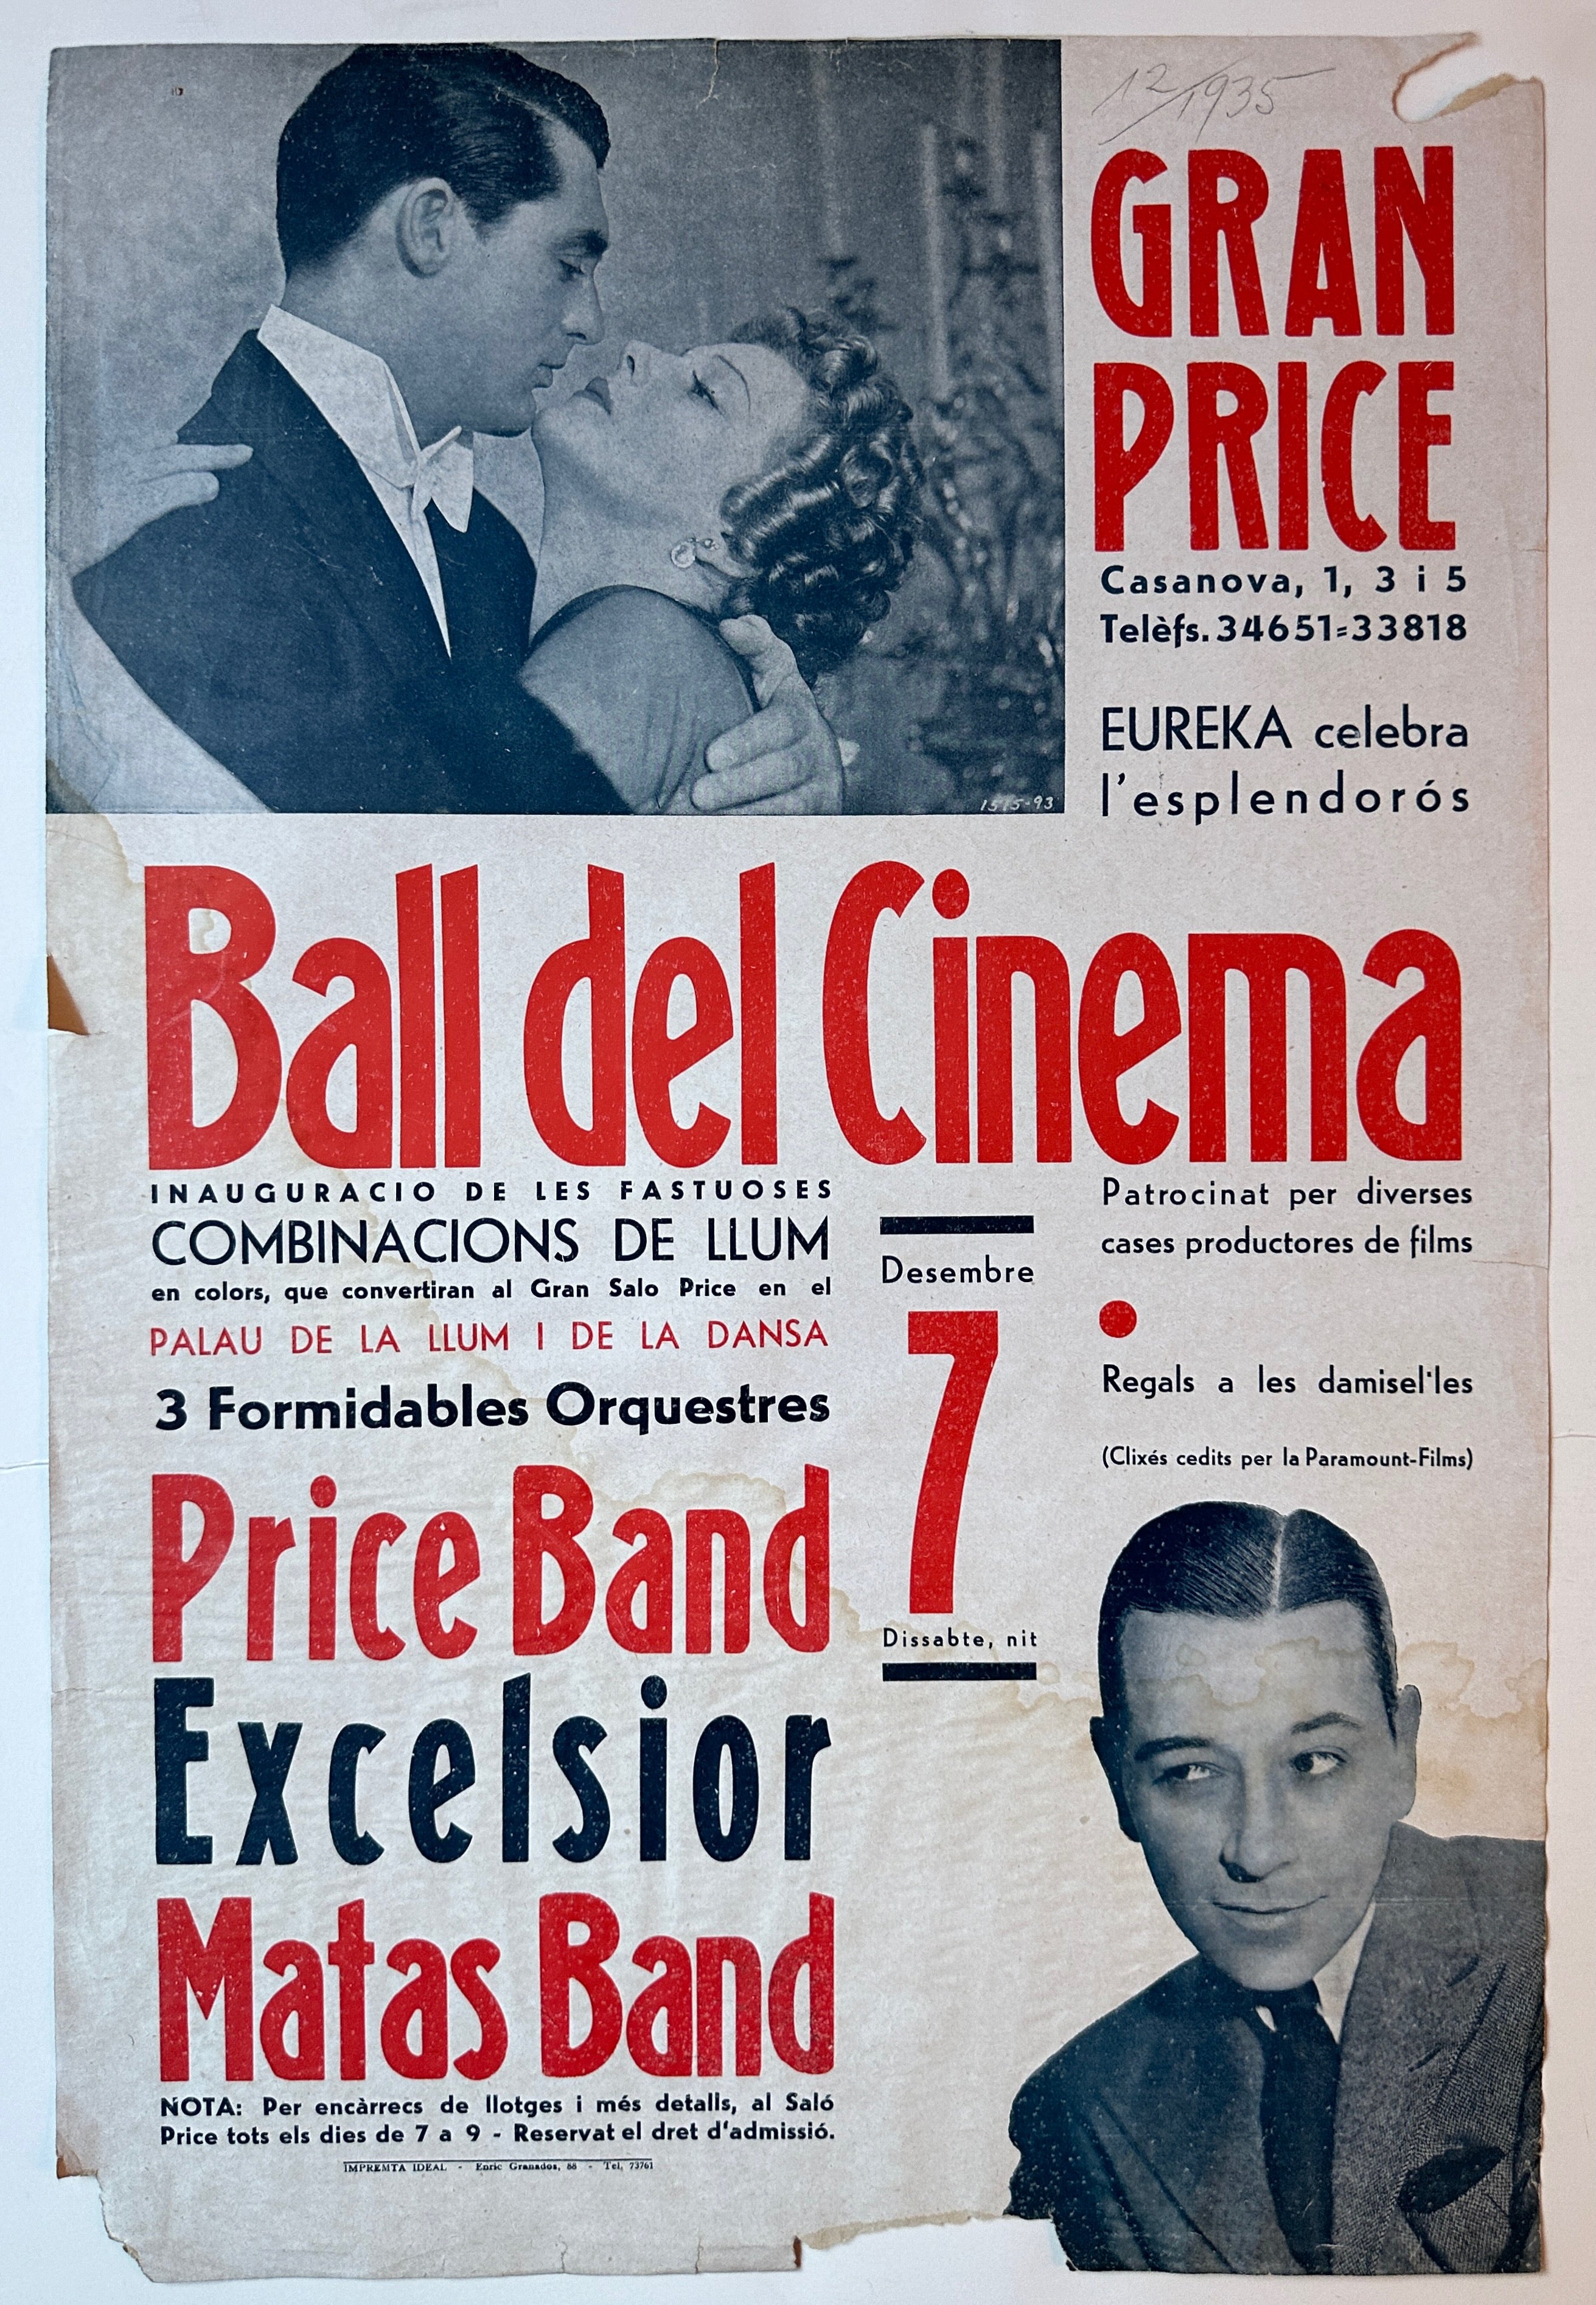 12/1935
GRAN
PRICE
Casanova, 1, 3 i 5
Telèfs. 34651=33818
EUREKA celebra
l'esplendorós
1515-93
Ball del Cinema
INAUGURACIO DE LES FASTUOSES
COMBINACIONS DE LLUM
en colors, que convertiran al Gran Salo Price en el
PALAU DE LA LLUM I DE LA DANSA
3 Formidables Orquestres
Price Band
Excelsior
Matas Band
NOTA: Per encàrrecs de llotges i més detalls, al Saló
Price tots els dies de 7 a 9 - Reservat el dret d'admissió.
IMPREMTA IDEAL - Enric Granados, 88 - Tel, 73761
Desembre
7
Dissabte, nit
Patrocinat per diverses
cases productores de films
Regals a les damisel·les
(Clixés cedits per la Paramount-Films)